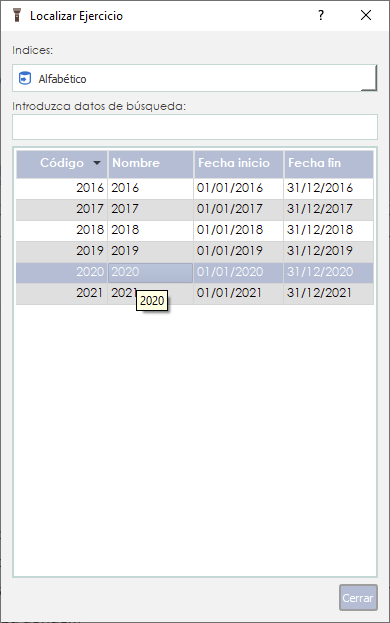 Localizar Ejercicio ?
Indices:
Alfabético
Introduzca datos de búsqueda:
Código Nombre Fecha inicio Fecha fin
2016 2016 01/01/2016 31/12/2016
2017 2017 01/01/2017 31/12/2017
2018 2018 01/01/2018 31/12/2018
2019 2019 01/01/2019 31/12/2019
2020 2020 01/01/2020 31/12/2020
2021 2021 01/01/2021 31/12/2021
2020
Cerrar